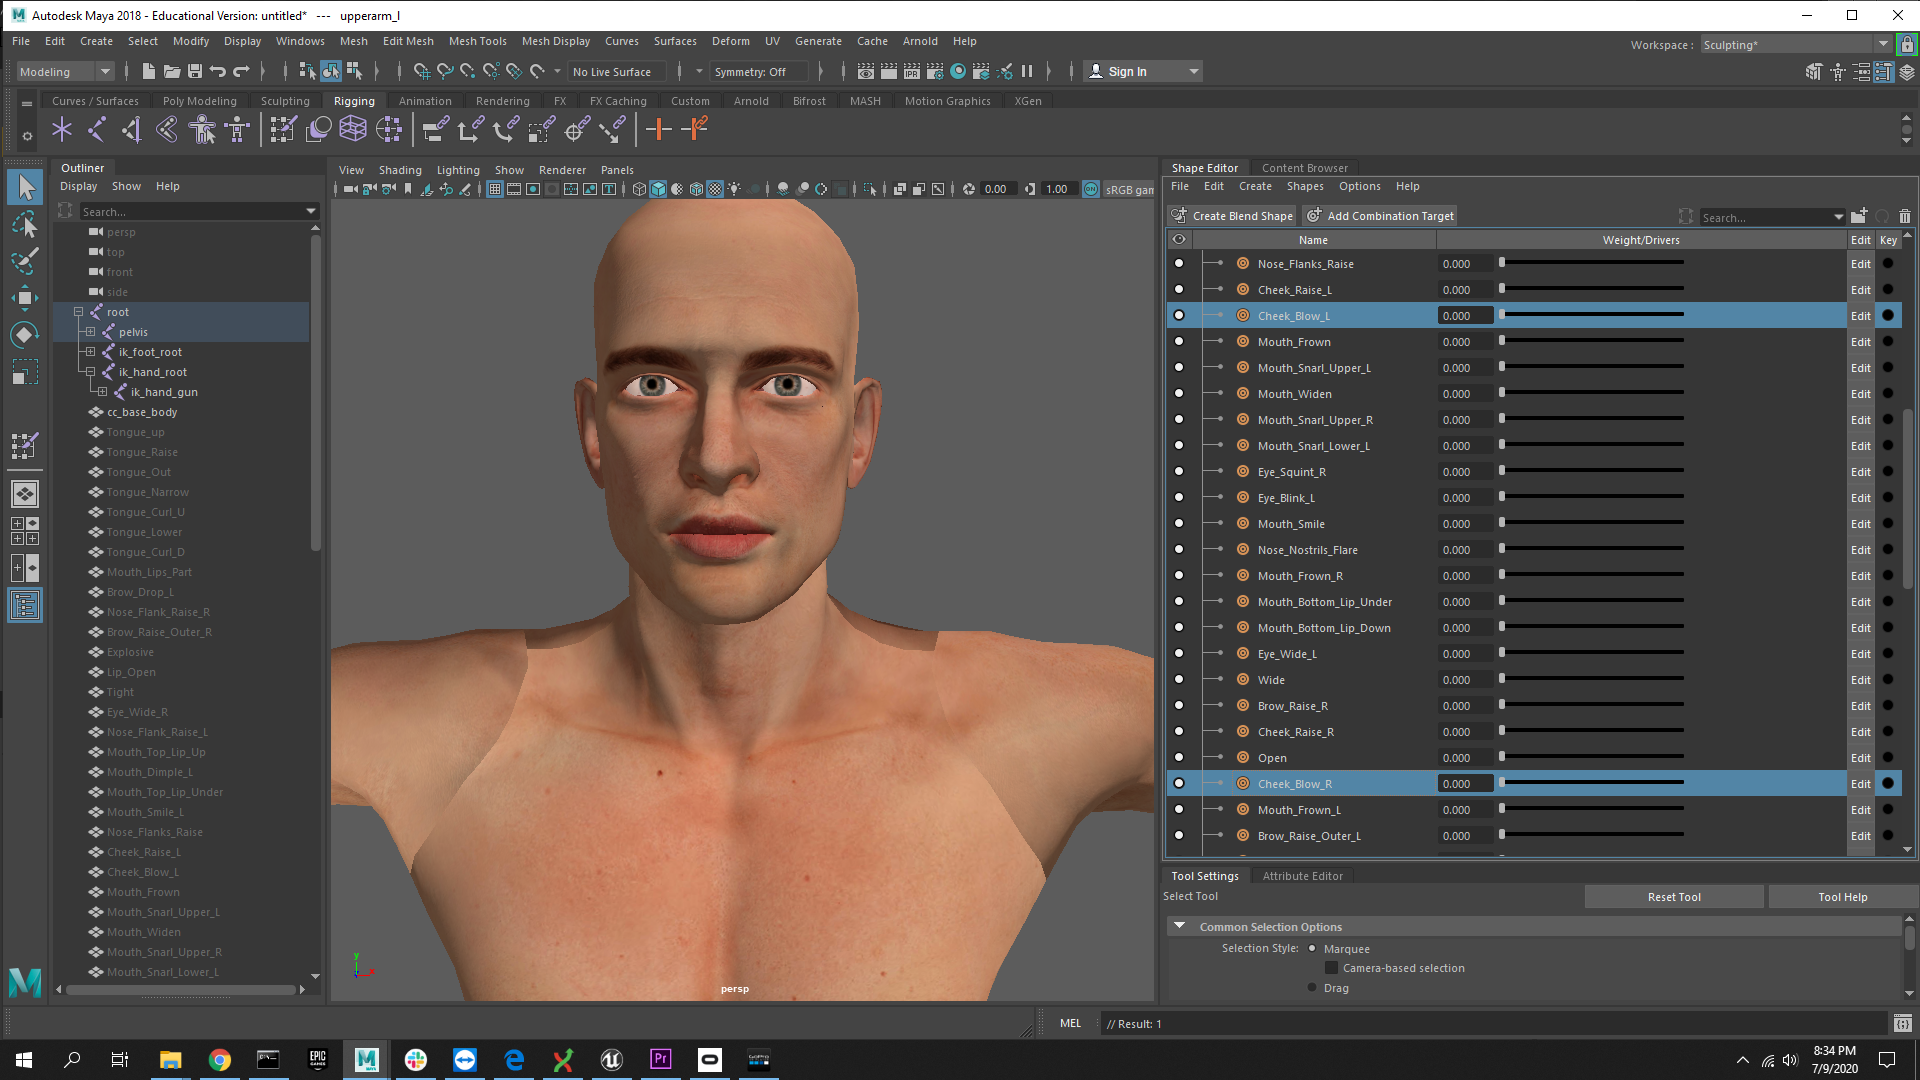 Autodesk Maya 2018 - Educational Version: untitled*   ---   upperarm_l
File Edit Create Select Modify Display Windows Mesh Edit Mesh Mesh Tools Mesh Display Curves Surfaces Deform UV Generate Cache Arnold Help
Workspace : Sculpting*
Modeling No Live Surface Symmetry: Off Sign In
Curves / Surfaces Poly Modeling Sculpting Rigging Animation Rendering FX FX Caching Custom Arnold Bifrost MASH Motion Graphics XGen
Outliner
Display Show Help
Search...
persp
top
front
side
root
pelvis
ik_foot_root
ik_hand_root
ik_hand_gun
cc_base_body
Tongue_up
Tongue_Raise
Tongue_Out
Tongue_Narrow
Tongue_Curl_U
Tongue_Lower
Tongue_Curl_D
Mouth_Lips_Part
Brow_Drop_L
Nose_Flank_Raise_R
Brow_Raise_Outer_R
Explosive
Lip_Open
Tight
Eye_Wide_R
Nose_Flank_Raise_L
Mouth_Top_Lip_Up
Mouth_Dimple_L
Mouth_Top_Lip_Under
Mouth_Smile_L
Nose_Flanks_Raise
Cheek_Raise_L
Cheek_Blow_L
Mouth_Frown
Mouth_Snarl_Upper_L
Mouth_Widen
Mouth_Snarl_Upper_R
Mouth_Snarl_Lower_L
View Shading Lighting Show Renderer Panels
0.00 1.00 ON sRGB gam
y
x
persp
Shape Editor Content Browser
File Edit Create Shapes Options Help
Create Blend Shape Add Combination Target Search...
Name Weight/Drivers Edit Key
Nose_Flanks_Raise 0.000 Edit
Cheek_Raise_L 0.000 Edit
Cheek_Blow_L 0.000 Edit
Mouth_Frown 0.000 Edit
Mouth_Snarl_Upper_L 0.000 Edit
Mouth_Widen 0.000 Edit
Mouth_Snarl_Upper_R 0.000 Edit
Mouth_Snarl_Lower_L 0.000 Edit
Eye_Squint_R 0.000 Edit
Eye_Blink_L 0.000 Edit
Mouth_Smile 0.000 Edit
Nose_Nostrils_Flare 0.000 Edit
Mouth_Frown_R 0.000 Edit
Mouth_Bottom_Lip_Under 0.000 Edit
Mouth_Bottom_Lip_Down 0.000 Edit
Eye_Wide_L 0.000 Edit
Wide 0.000 Edit
Brow_Raise_R 0.000 Edit
Cheek_Raise_R 0.000 Edit
Open 0.000 Edit
Cheek_Blow_R 0.000 Edit
Mouth_Frown_L 0.000 Edit
Brow_Raise_Outer_L 0.000 Edit
Tool Settings Attribute Editor
Select Tool Reset Tool Tool Help
Common Selection Options
Selection Style: Marquee
Camera-based selection
Drag
MEL // Result: 1
EPIC GAMES
MAYA
Pr
GoPro
8:34 PM
7/9/2020